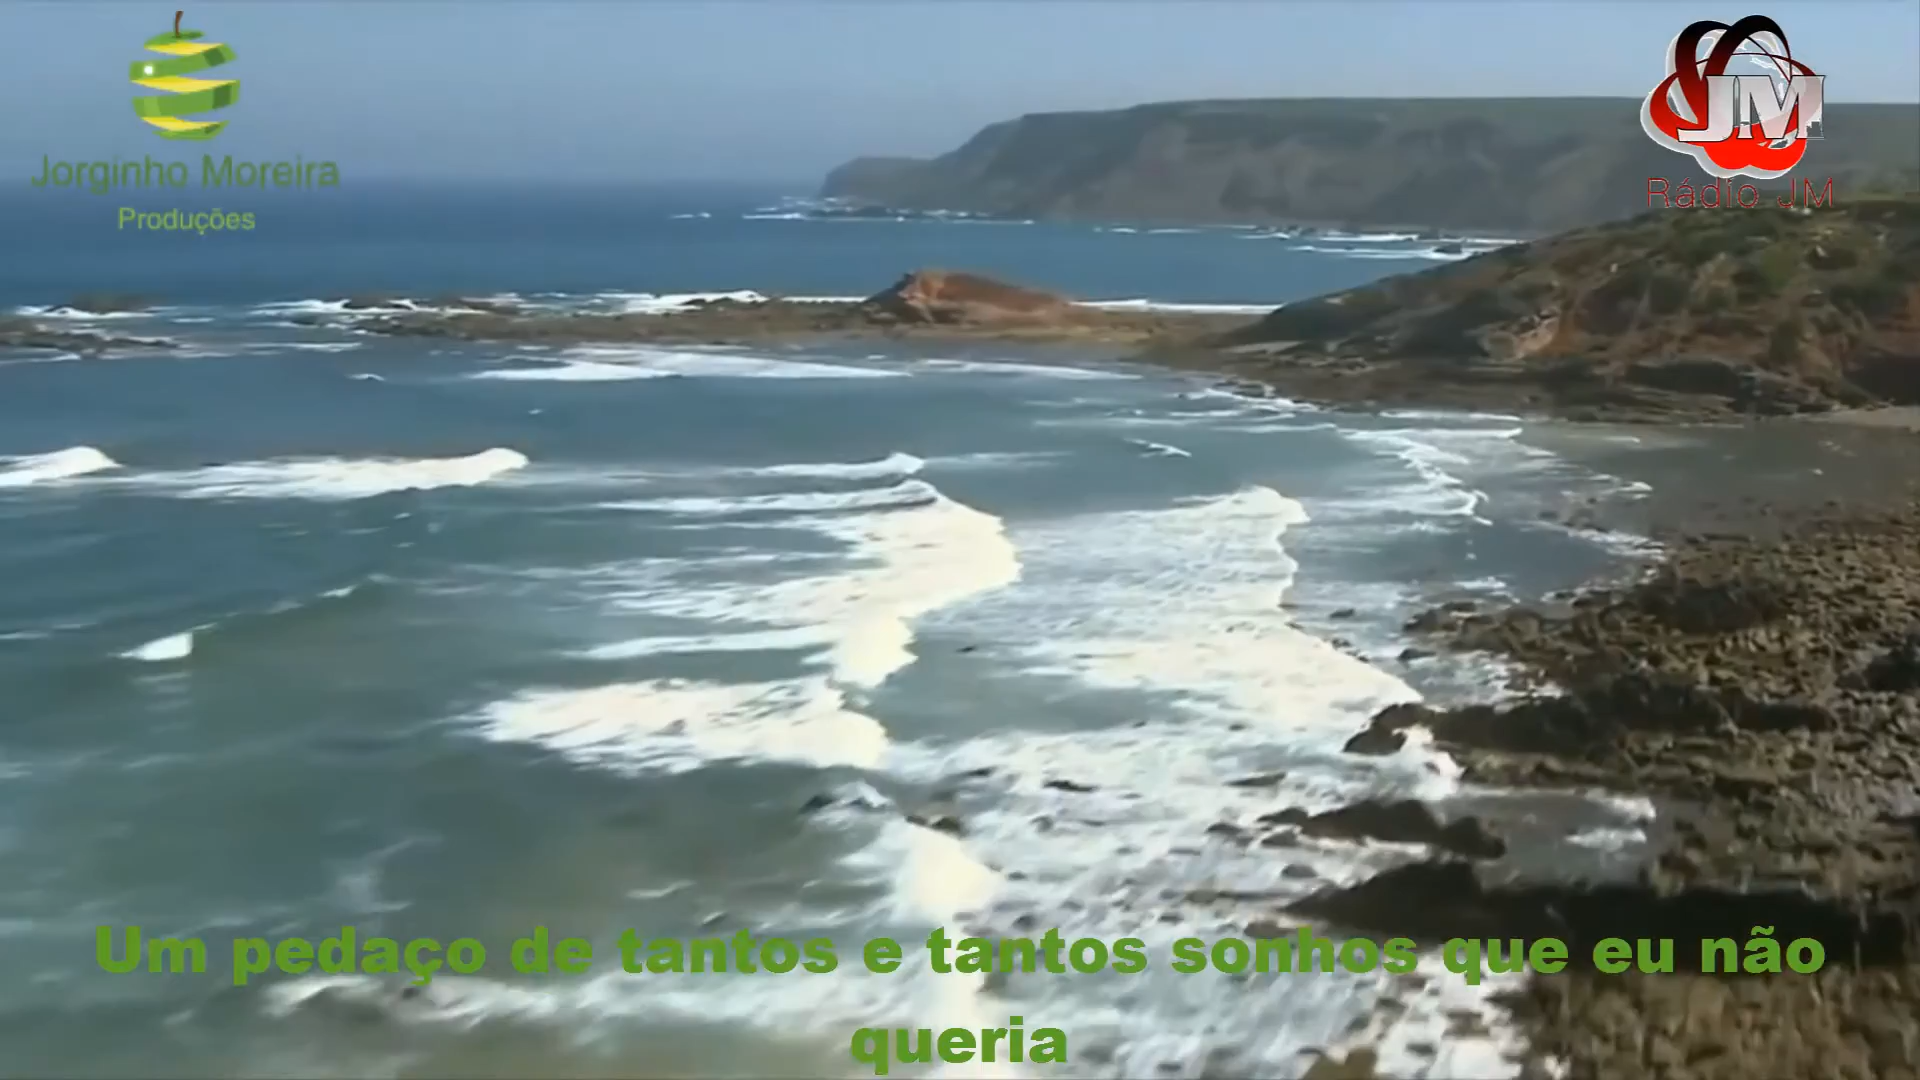 Jorginho Moreira
Produções
JM
Rádio JM
Um pedaço de tantos e tantos sonhos que eu não
queria